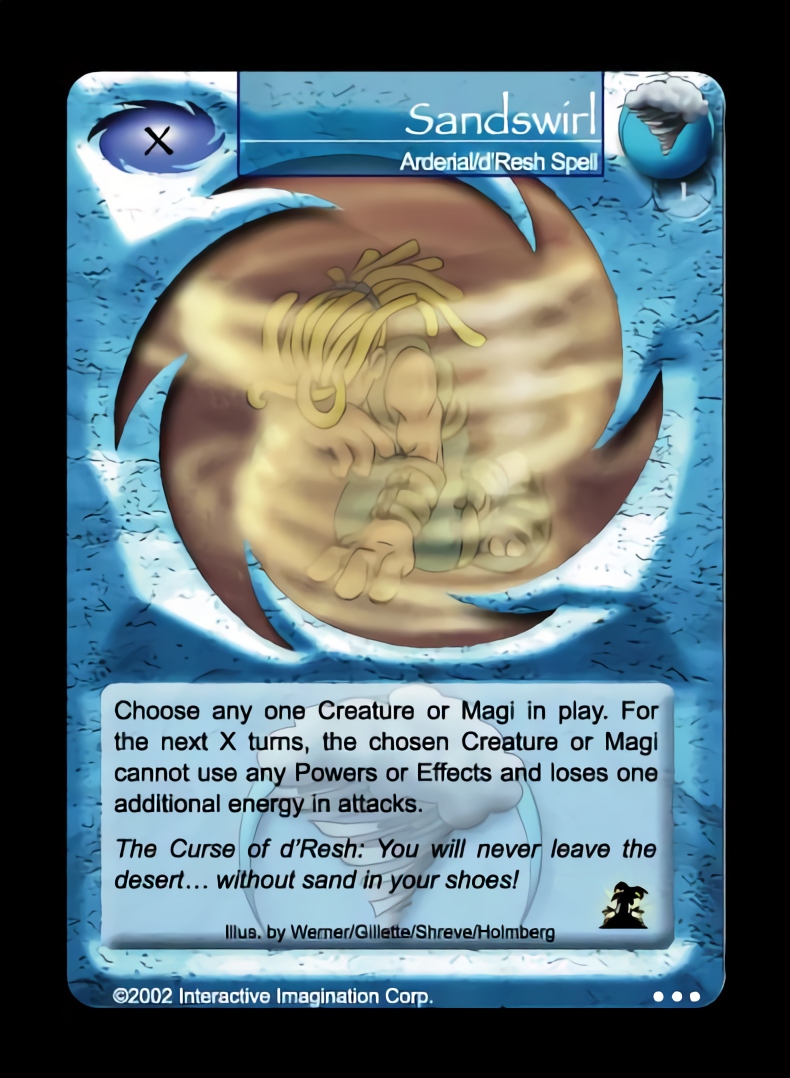 X
Sandswirl
Arderial/d'Resh Spell
1
Choose any one Creature or Magi in play. For
the next X turns, the chosen Creature or Magi
cannot use any Powers or Effects and loses one
additional energy in attacks.
The Curse of d'Resh: You will never leave the
desert… without sand in your shoes!
Illus. by Werner/Gillette/Shreve/Holmberg
©2002 Interactive Imagination Corp.